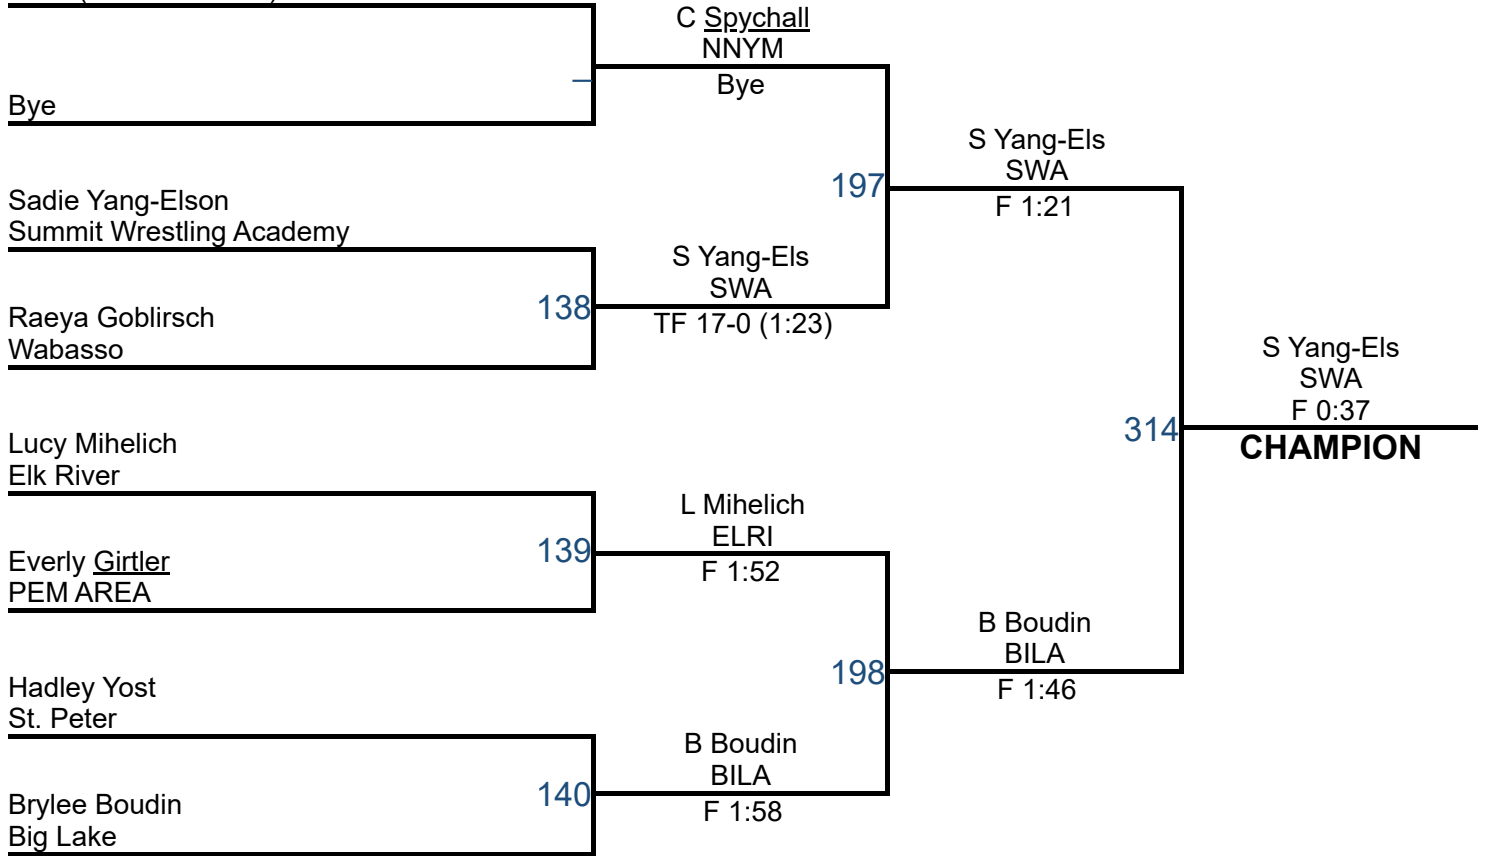 Bye
Sadie Yang-Elson
Summit Wrestling Academy
Raeya Goblirsch
Wabasso
Lucy Mihelich
Elk River
Everly Girtler
PEM AREA
Hadley Yost
St. Peter
Brylee Boudin
Big Lake
–
138
139
140
C Spychall
NNYM
Bye
S Yang-Els
SWA
TF 17-0 (1:23)
L Mihelich
ELRI
F 1:52
B Boudin
BILA
F 1:58
197
198
S Yang-Els
SWA
F 1:21
B Boudin
BILA
F 1:46
314
S Yang-Els
SWA
F 0:37
CHAMPION